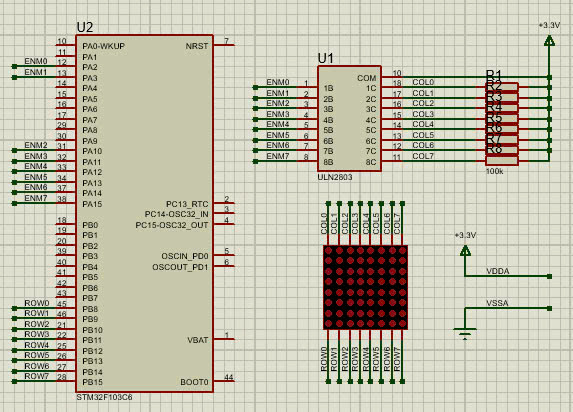 U2
10 PA0-WKUP NRST 7
11 PA1
ENM0 12 PA2
ENM1 13 PA3
14 PA4
15 PA5
16 PA6
17 PA7
29 PA8
30 PA9
ENM2 31 PA10
ENM3 32 PA11
ENM4 33 PA12
ENM5 34 PA13
ENM6 37 PA14
ENM7 38 PA15 PC13_RTC 2
PC14-OSC32_IN 3
18 PB0 PC15-OSC32_OUT 4
19 PB1
20 PB2
39 PB3 OSCIN_PD0 5
40 PB4 OSCOUT_PD1 6
41 PB5
42 PB6
43 PB7
ROW0 45 PB8
ROW1 46 PB9
ROW2 21 PB10
ROW3 22 PB11 VBAT 1
ROW4 25 PB12
ROW5 26 PB13
ROW6 27 PB14
ROW7 28 PB15 BOOT0 44
STM32F103C6
U1
COM 10
ENM0 1 1B 1C 18 COL0
ENM1 2 2B 2C 17 COL1
ENM2 3 3B 3C 16 COL2
ENM3 4 4B 4C 15 COL3
ENM4 5 5B 5C 14 COL4
ENM5 6 6B 6C 13 COL5
ENM6 7 7B 7C 12 COL6
ENM7 8 8B 8C 11 COL7
ULN2803
+3.3V
R1
R2
R3
R4
R5
R6
R7
R8
100k
COL0 COL1 COL2 COL3 COL4 COL5 COL6 COL7
ROW0 ROW1 ROW2 ROW3 ROW4 ROW5 ROW6 ROW7
+3.3V
VDDA
VSSA